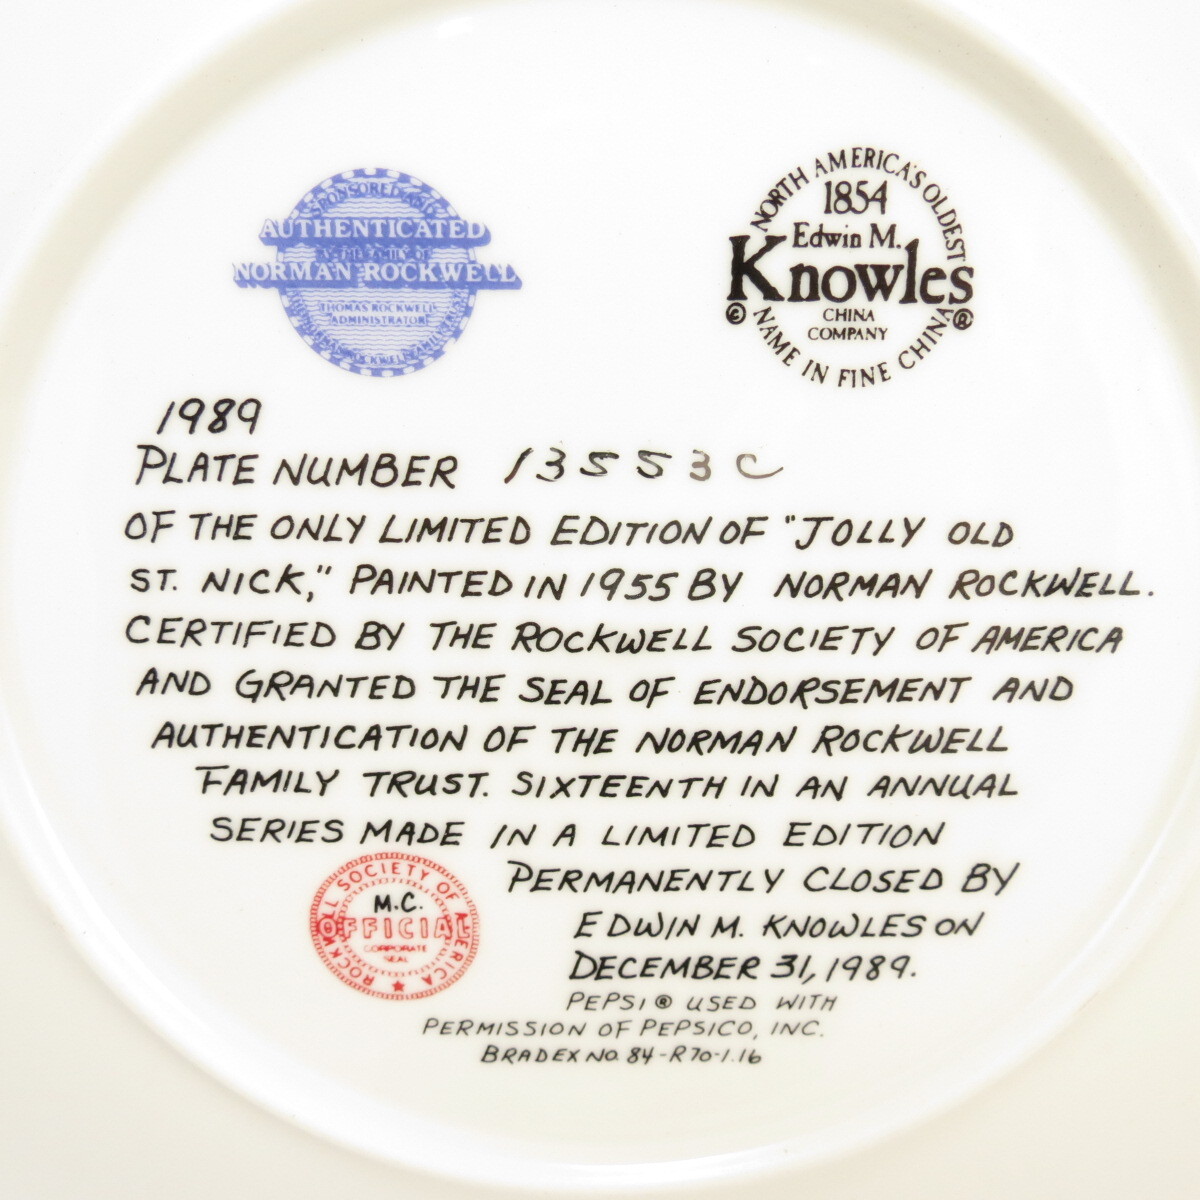 SPONSORED AND
AUTHENTICATED
BY THE FAMILY OF
NORMAN ROCKWELL
THOMAS ROCKWELL
ADMINISTRATOR
NORTH AMERICA'S OLDEST
1854
Edwin M.
Knowles
CHINA
COMPANY
© ®
NAME IN FINE CHINA
1989
PLATE NUMBER 13553C
OF THE ONLY LIMITED EDITION OF "JOLLY OLD
ST. NICK," PAINTED IN 1955 BY NORMAN ROCKWELL.
CERTIFIED BY THE ROCKWELL SOCIETY OF AMERICA
AND GRANTED THE SEAL OF ENDORSEMENT AND
AUTHENTICATION OF THE NORMAN ROCKWELL
FAMILY TRUST. SIXTEENTH IN AN ANNUAL
SERIES MADE IN A LIMITED EDITION
PERMANENTLY CLOSED BY
EDWIN M. KNOWLES ON
DECEMBER 31, 1989.
PEPSI ® USED WITH
PERMISSION OF PEPSICO, INC.
BRADEX NO. 84-R70-1.16
ROCKWELL SOCIETY OF AMERICA
M.C.
OFFICIAL
CORPORATE
SEAL